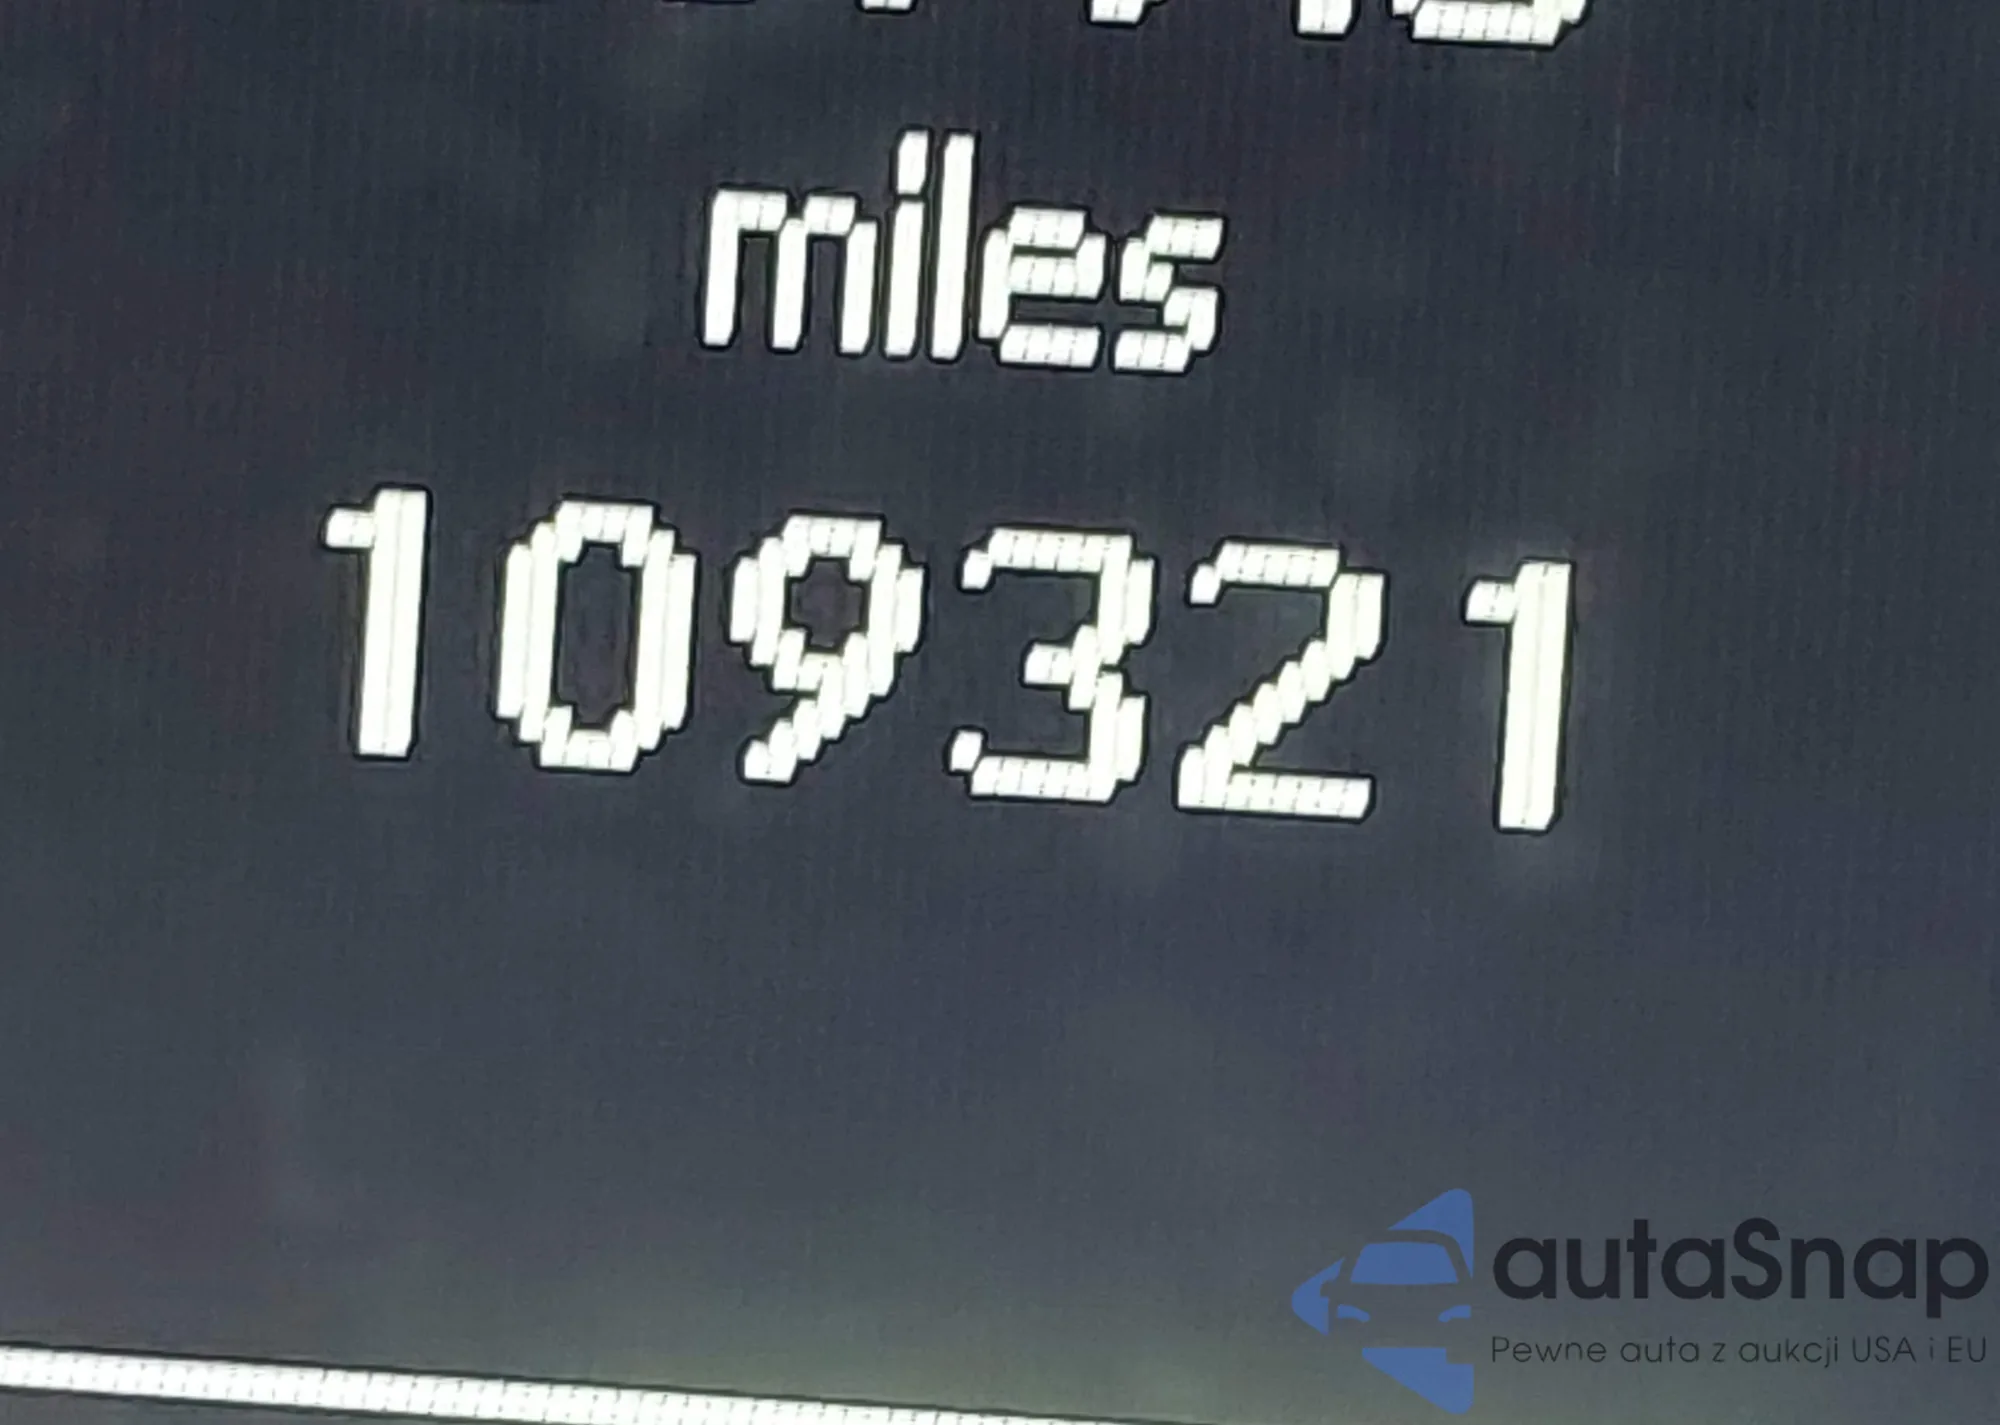 miles
109321
autaSnap
Pewne auta z aukcji USA i EU